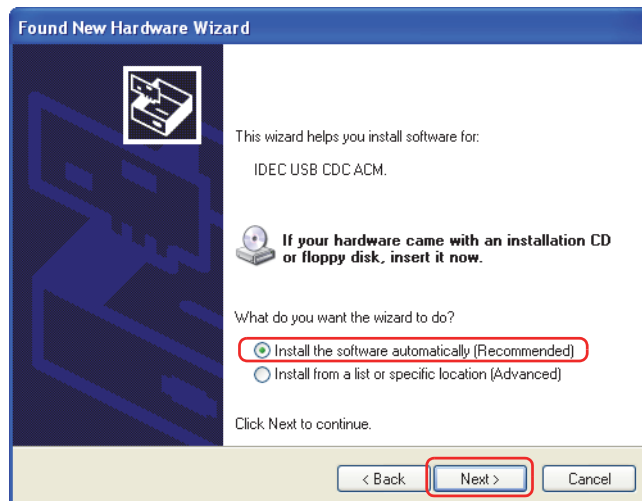 Found New Hardware Wizard
This wizard helps you install software for:
IDEC USB CDC ACM.
If your hardware came with an installation CD
or floppy disk, insert it now.
What do you want the wizard to do?
Install the software automatically (Recommended)
Install from a list or specific location (Advanced)
Click Next to continue.
< Back
Next >
Cancel